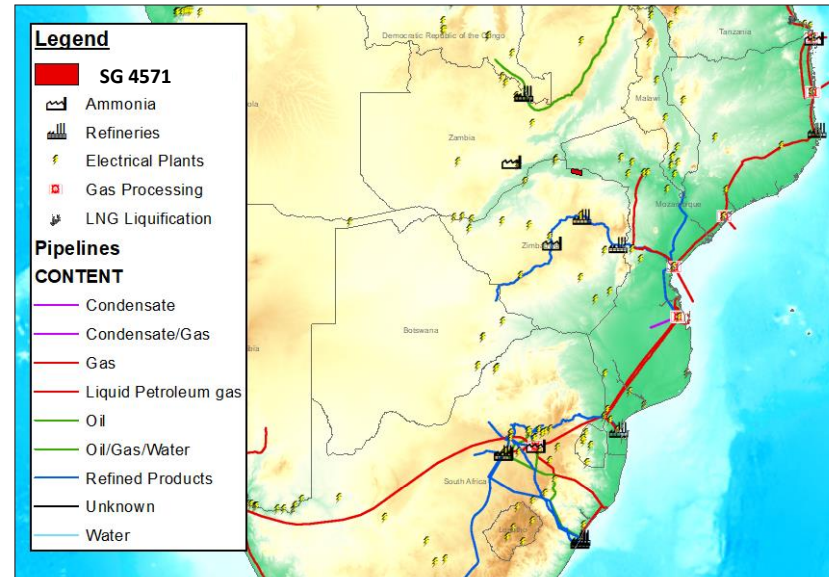 Legend
SG 4571
Ammonia
Refineries
Electrical Plants
Gas Processing
LNG Liquification
Pipelines
CONTENT
Condensate
Condensate/Gas
Gas
Liquid Petroleum gas
Oil
Oil/Gas/Water
Refined Products
Unknown
Water
Democratic Republic of the Congo
Tanzania
Malawi
Zambia
Botswana
South Africa